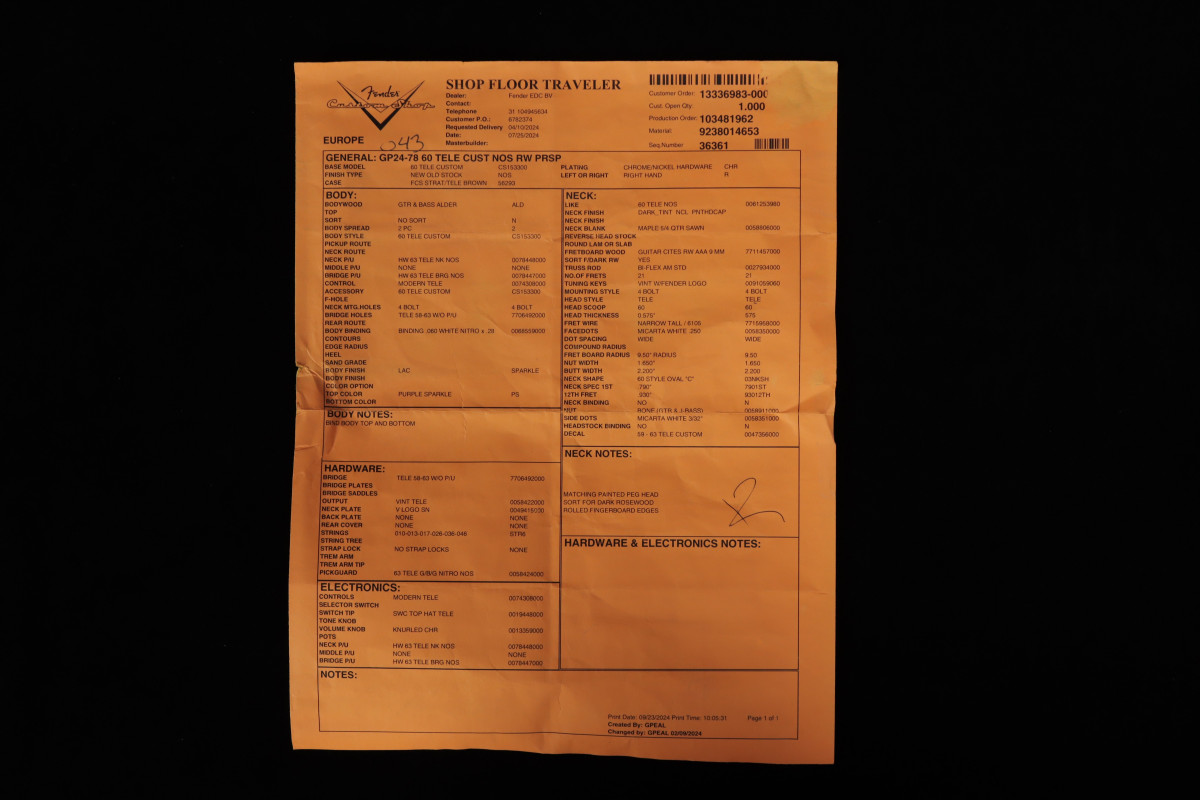 Fender
Custom Shop
SHOP FLOOR TRAVELER
Dealer: Fender EDC BV
Contact:
Telephone 31 104945634
Customer P.O.: 6782374
Requested Delivery 04/10/2024
Date: 07/26/2024
Masterbuilder:
Customer Order: 13336983-000
Cust. Open Qty: 1.000
Production Order: 103481962
Material: 9238014653
Seq.Number 36361
EUROPE 043
GENERAL: GP24-78 60 TELE CUST NOS RW PRSP
BASE MODEL 60 TELE CUSTOM CS153300 PLATING CHROME/NICKEL HARDWARE CHR
FINISH TYPE NEW OLD STOCK NOS LEFT OR RIGHT RIGHT HAND R
CASE FCS STRAT/TELE BROWN 56293
BODY:
BODYWOOD GTR & BASS ALDER ALD
TOP
SORT NO SORT N
BODY SPREAD 2 PC 2
BODY STYLE 60 TELE CUSTOM CS153300
PICKUP ROUTE
NECK ROUTE
NECK P/U HW 63 TELE NK NOS 0078448000
MIDDLE P/U NONE NONE
BRIDGE P/U HW 63 TELE BRG NOS 0078447000
CONTROL MODERN TELE 0074308000
ACCESSORY 60 TELE CUSTOM CS153300
F-HOLE
NECK MTG.HOLES 4 BOLT 4 BOLT
BRIDGE HOLES TELE 58-63 W/O P/U 7706492000
REAR ROUTE
BODY BINDING BINDING .060 WHITE NITRO x .25 0068509000
CONTOURS
EDGE RADIUS
HEEL
SAND GRADE
BODY FINISH LAC SPARKLE
BODY FINISH
COLOR OPTION
TOP COLOR PURPLE SPARKLE PS
BOTTOM COLOR
BODY NOTES:
BIND BODY TOP AND BOTTOM
HARDWARE:
BRIDGE TELE 58-63 W/O P/U 7706492000
BRIDGE PLATES
BRIDGE SADDLES
OUTPUT VINT TELE 0058422000
NECK PLATE V-LOGO SN 0049416000
BACK PLATE NONE NONE
REAR COVER NONE NONE
STRINGS 010-013-017-026-036-046 STR6
STRING TREE
STRAP LOCK NO STRAP LOCKS NONE
TREM ARM
TREM ARM TIP
PICKGUARD 63 TELE G/B/G NITRO NOS 0058424000
ELECTRONICS:
CONTROLS MODERN TELE 0074308000
SELECTOR SWITCH
SWITCH TIP SWC TOP HAT TELE 0019448000
TONE KNOB
VOLUME KNOB KNURLED CHR 0013359000
POTS
NECK P/U HW 63 TELE NK NOS 0078448000
MIDDLE P/U NONE NONE
BRIDGE P/U HW 63 TELE BRG NOS 0078447000
NECK:
LIKE 60 TELE NOS 0061253980
NECK FINISH DARK_TINT NCL PNTHDCAP
NECK FINISH
NECK BLANK MAPLE 5/4 QTR SAWN 0058606000
REVERSE HEAD STOCK
ROUND LAM OR SLAB
FRETBOARD WOOD GUITAR CITES RW AAA 9 MM 7711457000
SORT F/DARK RW YES
TRUSS ROD BI-FLEX AM STD 0027934000
NO.OF FRETS 21 21
TUNING KEYS VINT W/FENDER LOGO 0091059060
MOUNTING STYLE 4 BOLT 4 BOLT
HEAD STYLE TELE TELE
HEAD SCOOP 60 60
HEAD THICKNESS 0.575" 575
FRET WIRE NARROW TALL / 6105 7715958000
FACEDOTS MICARTA WHITE .250 0058350000
DOT SPACING WIDE WIDE
COMPOUND RADIUS
FRET BOARD RADIUS 9.50" RADIUS 9.50
NUT WIDTH 1.650" 1.650
BUTT WIDTH 2.200" 2.200
NECK SHAPE 60 STYLE OVAL "C" 03NKSH
NECK SPEC 1ST .790" 7901ST
12TH FRET .930" 93012TH
NECK BINDING NO N
NUT BONE (GTR & J-BASS) 0058911000
SIDE DOTS MICARTA WHITE 3/32" 0058351000
HEADSTOCK BINDING NO N
DECAL 59 - 63 TELE CUSTOM 0047366000
NECK NOTES:
MATCHING PAINTED PEG HEAD
SORT FOR DARK ROSEWOOD
ROLLED FINGERBOARD EDGES
HARDWARE & ELECTRONICS NOTES:
NOTES:
Print Date: 09/23/2024 Print Time: 10:05:31 Page 1 of 1
Created By: GPEAL
Changed by: GPEAL 02/09/2024